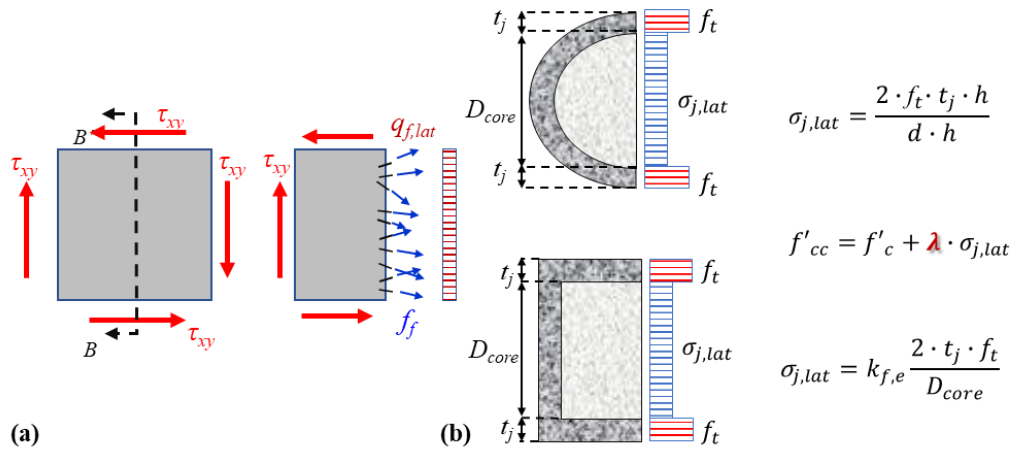 τxy
B
τxy
τxy
τxy
B
qf,lat
τxy
ff
(a)
tj
ft
Dcore
σj,lat
tj
ft
tj
ft
Dcore
σj,lat
tj
ft
(b)
σj,lat = 2 · ft · tj · h / d · h
f′cc = f′c + λ · σj,lat
σj,lat = kf,e 2 · tj · ft / Dcore